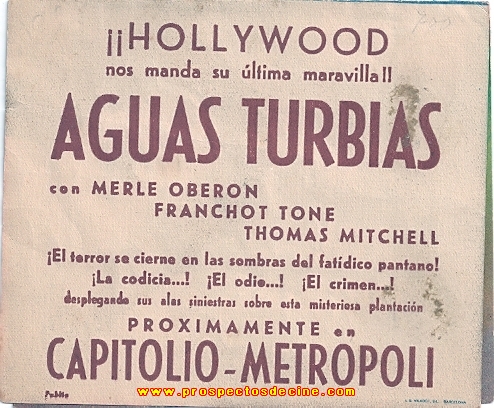 ¡¡HOLLYWOOD
nos manda su última maravilla!!
AGUAS TURBIAS
con MERLE OBERON
FRANCHOT TONE
THOMAS MITCHELL
¡El terror se cierne en las sombras del fatídico pantano!
¡La codicia...! ¡El odio...! ¡El crimen...!
desplegando sus alas siniestras sobre esta misteriosa plantación
PROXIMAMENTE en
CAPITOLIO-METROPOLI
www.prospectosdecine.com
BARCELONA